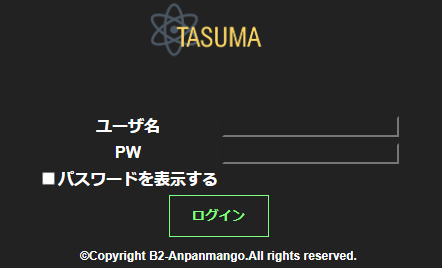 TASUMA
ユーザ名
PW
パスワードを表示する
ログイン
©Copyright B2-Anpanmango.All rights reserved.